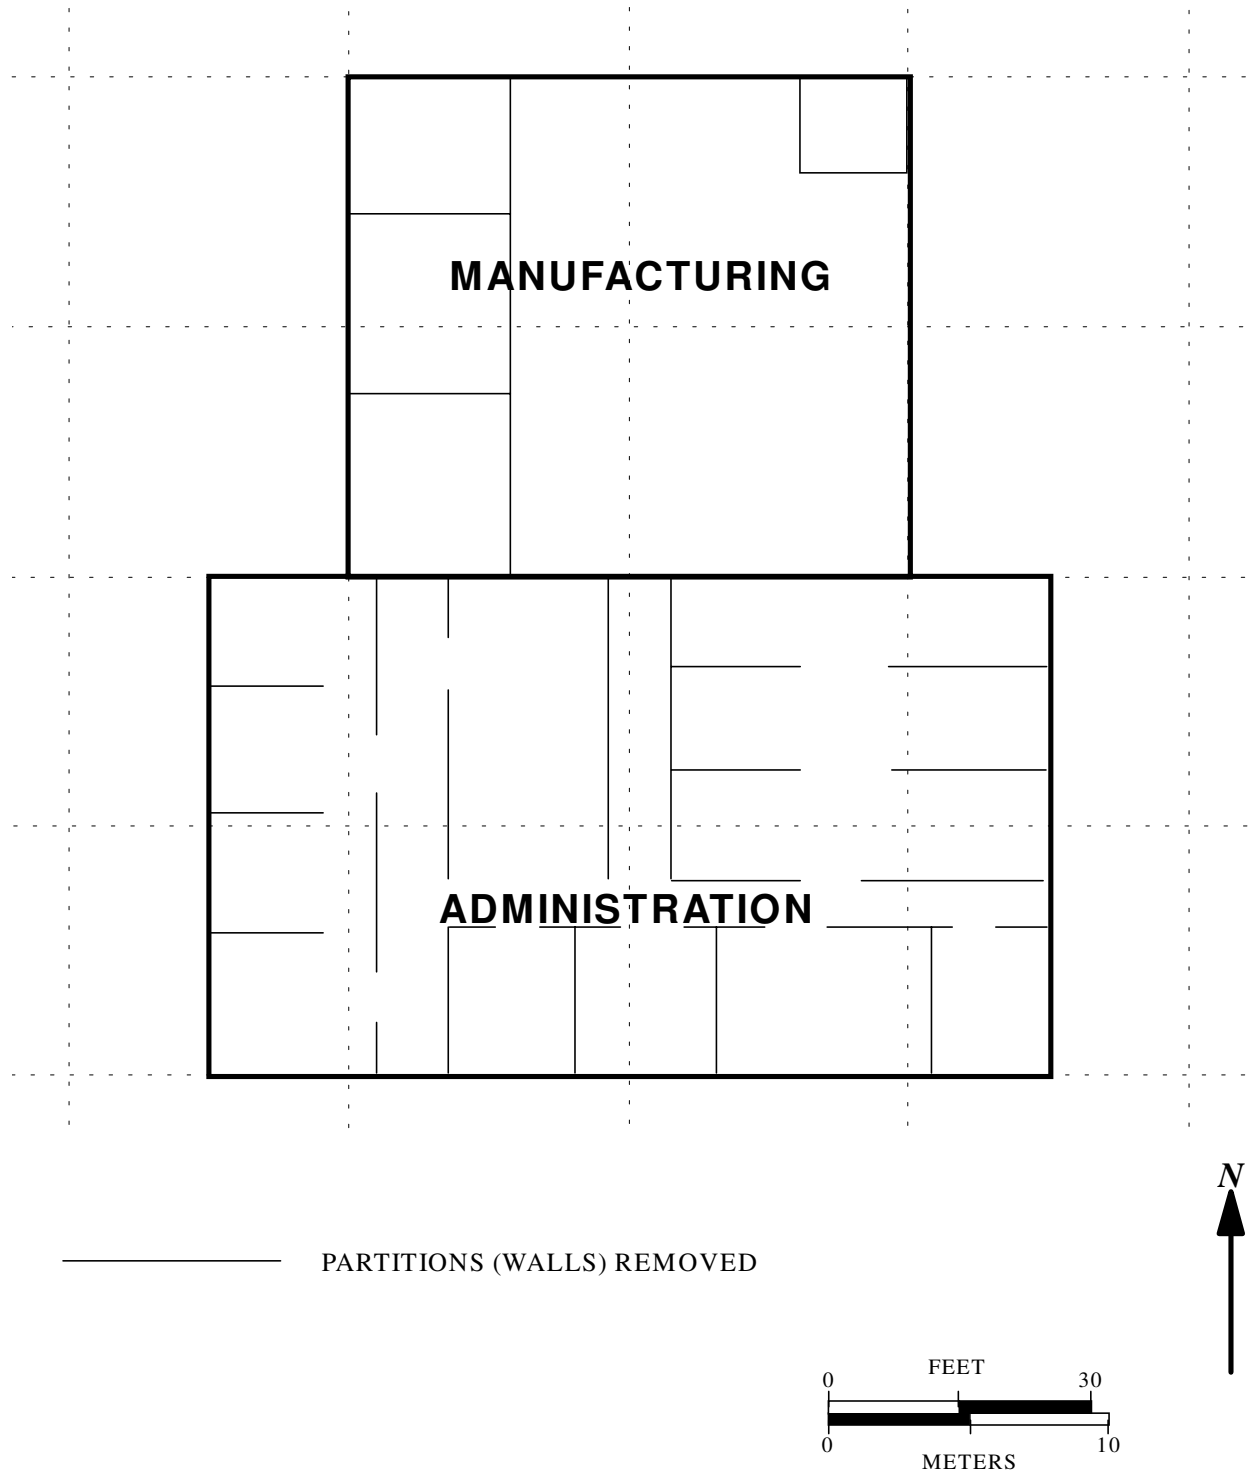 MANUFACTURING
ADMINISTRATION
N
PARTITIONS (WALLS) REMOVED
FEET
0 30
0 10
METERS